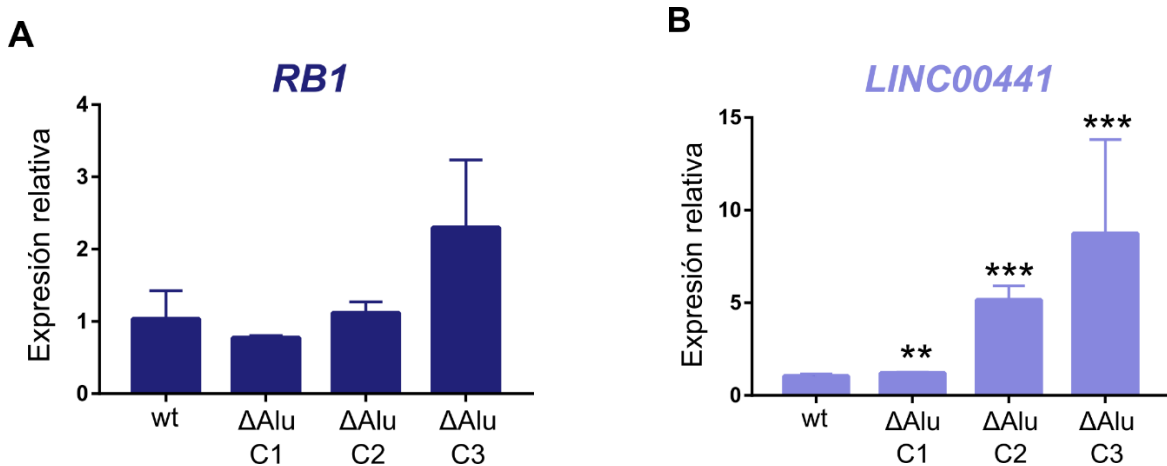 A
RB1
Expresión relativa
4
3
2
1
0
wt
ΔAlu
C1
ΔAlu
C2
ΔAlu
C3
B
LINC00441
Expresión relativa
15
10
5
0
**
***
***
wt
ΔAlu
C1
ΔAlu
C2
ΔAlu
C3